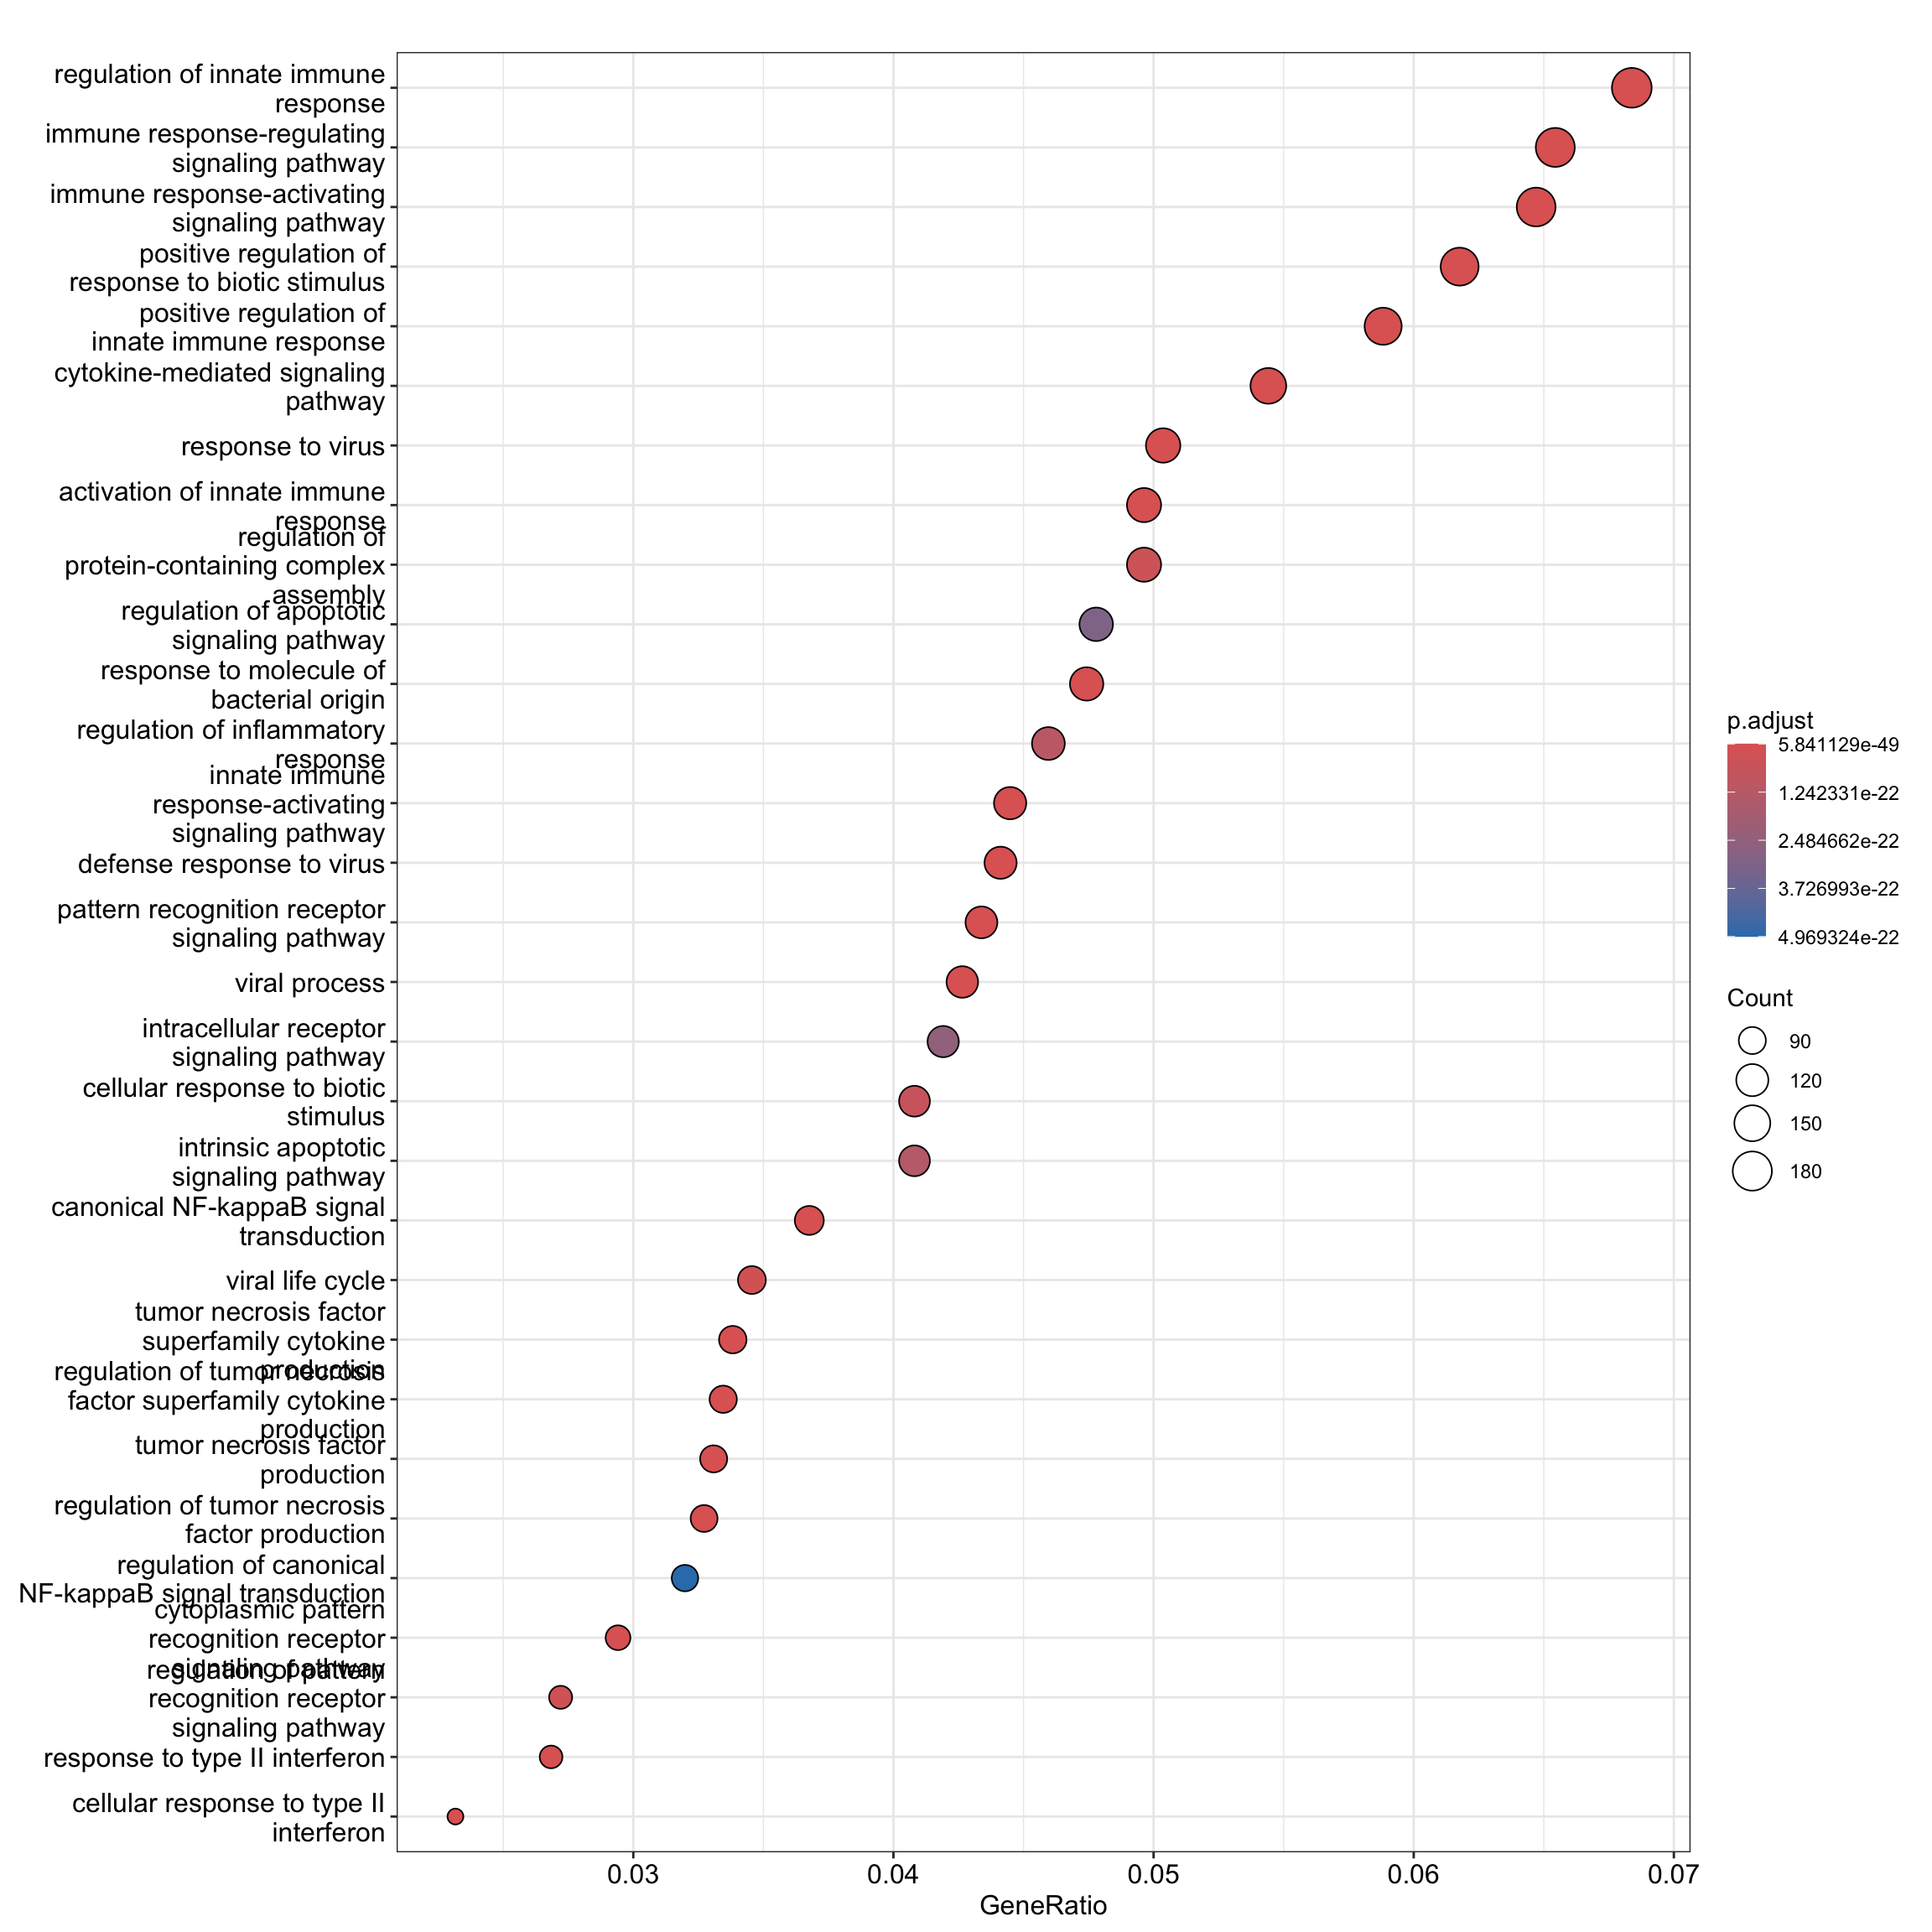 regulation of innate immune
response
immune response-regulating
signaling pathway
immune response-activating
signaling pathway
positive regulation of
response to biotic stimulus
positive regulation of
innate immune response
cytokine-mediated signaling
pathway
response to virus
activation of innate immune
response
regulation of
protein-containing complex
assembly
regulation of apoptotic
signaling pathway
response to molecule of
bacterial origin
regulation of inflammatory
response
innate immune
response-activating
signaling pathway
defense response to virus
pattern recognition receptor
signaling pathway
viral process
intracellular receptor
signaling pathway
cellular response to biotic
stimulus
intrinsic apoptotic
signaling pathway
canonical NF-kappaB signal
transduction
viral life cycle
tumor necrosis factor
superfamily cytokine
production
regulation of tumor necrosis
factor superfamily cytokine
production
tumor necrosis factor
production
regulation of tumor necrosis
factor production
regulation of canonical
NF-kappaB signal transduction
cytoplasmic pattern
recognition receptor
signaling pathway
regulation of pattern
recognition receptor
signaling pathway
response to type II interferon
cellular response to type II
interferon
0.03
0.04
0.05
0.06
0.07
GeneRatio
p.adjust
5.841129e-49
1.242331e-22
2.484662e-22
3.726993e-22
4.969324e-22
Count
90
120
150
180